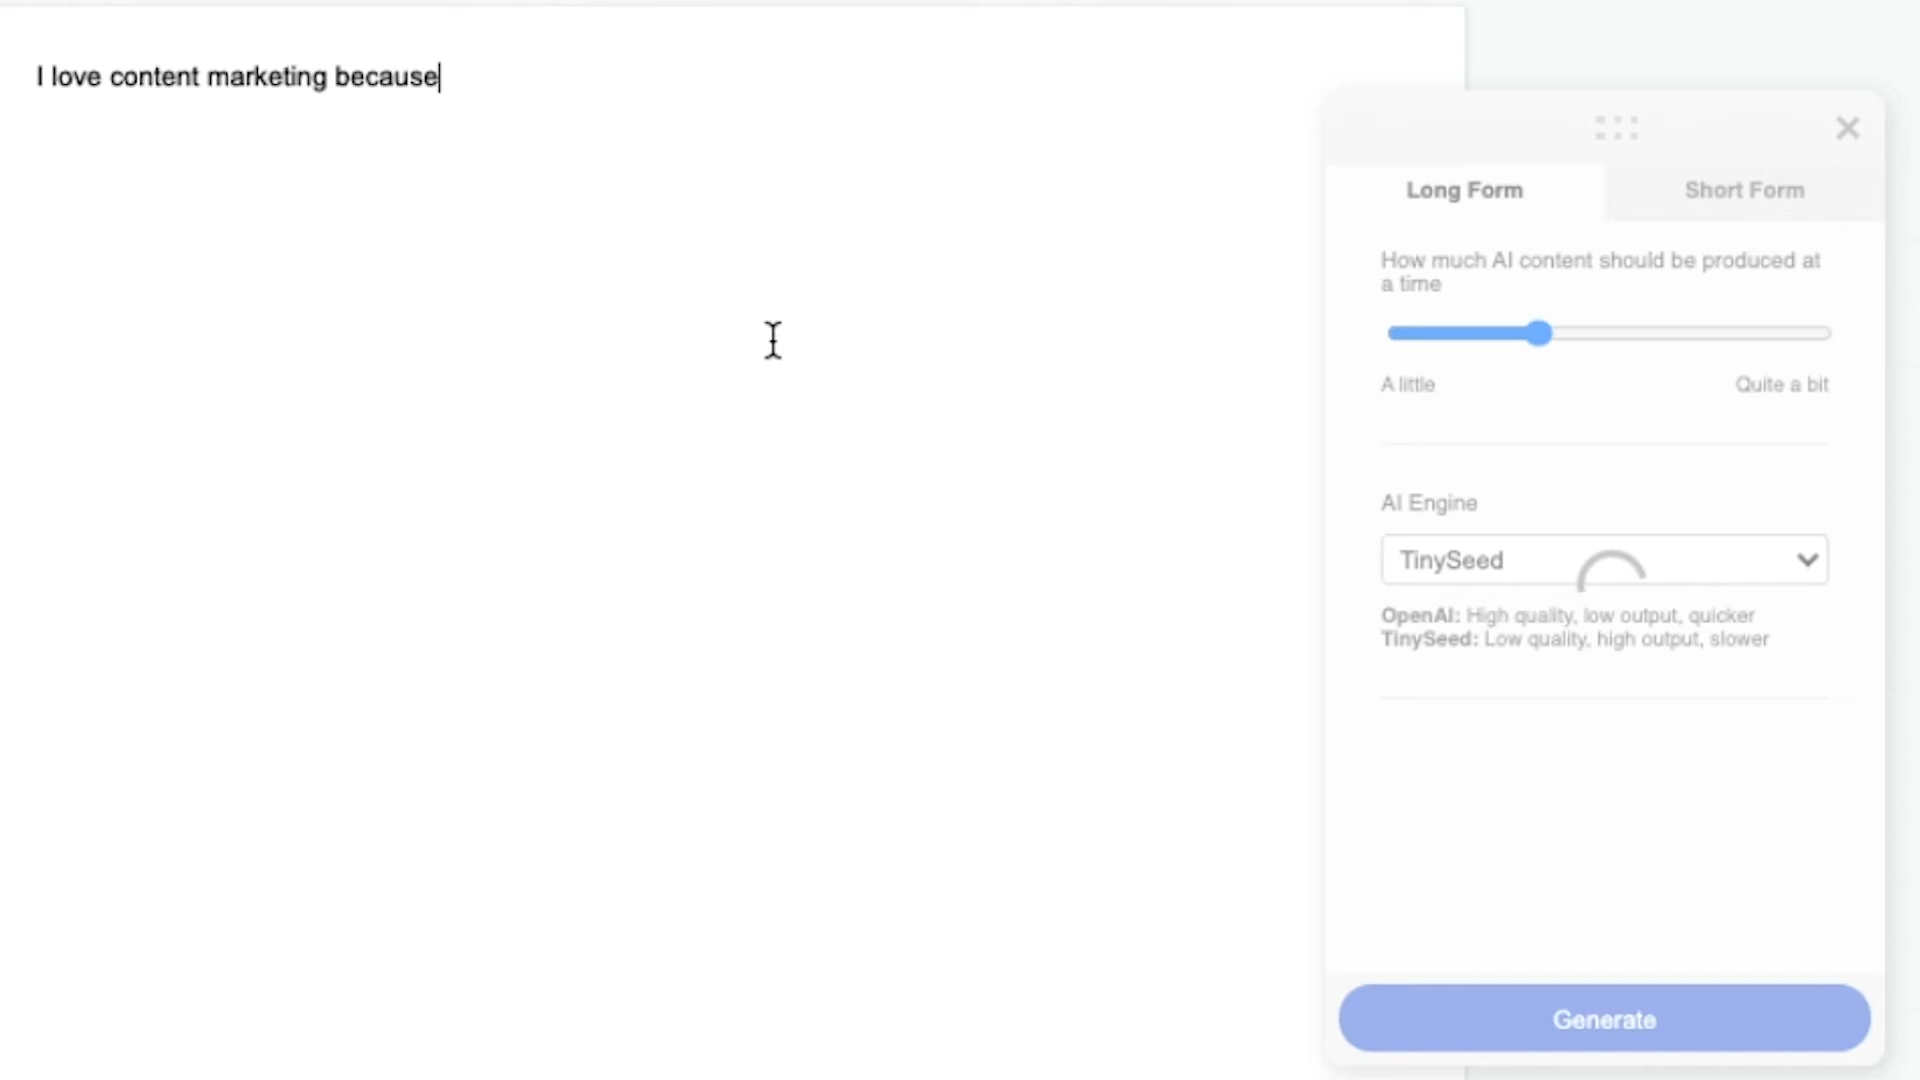 I love content marketing because
Long Form
Short Form
How much AI content should be produced at
a time
A little
Quite a bit
AI Engine
TinySeed
OpenAI: High quality, low output, quicker
TinySeed: Low quality, high output, slower
Generate